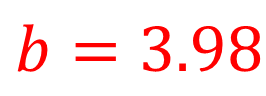 b = 3.98